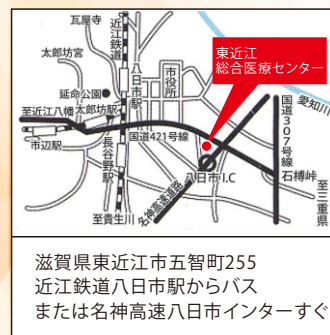 瓦屋寺
近江鉄道
太郎坊宮
八日市駅
市役所
東近江
総合医療センター
愛知川
延命公園
至近江八幡
太郎坊駅
国道421号線
国道307号線
市辺駅
長谷野駅
八日市I.C
石榑峠
至三重県
至貴生川
名神高速道路
滋賀県東近江市五智町255
近江鉄道八日市駅からバス
または名神高速八日市インターすぐ